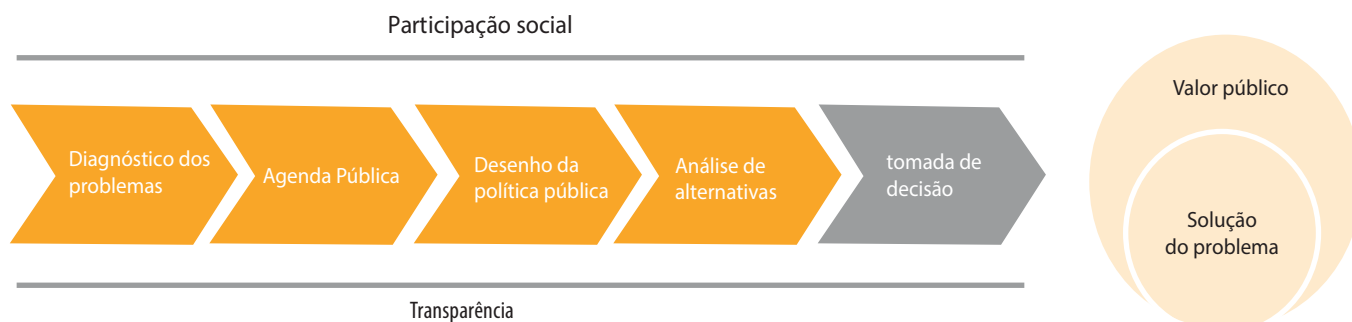 Participação social
Diagnóstico dos
problemas
Agenda Pública
Desenho da
política pública
Análise de
alternativas
tomada de
decisão
Valor público
Solução
do problema
Transparência